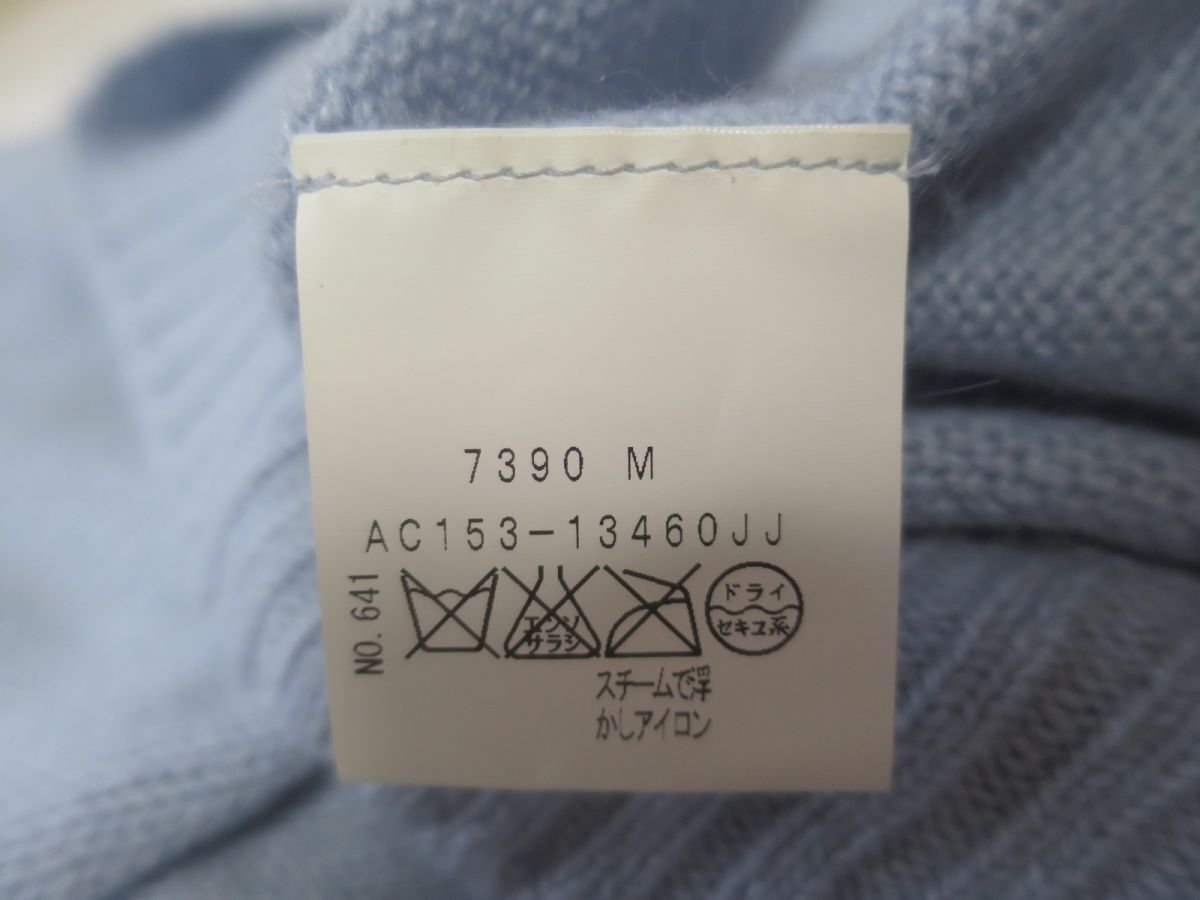 7390 M
AC153-13460JJ
NO. 641
エンソ
サラシ
ドライ
セキユ系
スチームで浮
かしアイロン